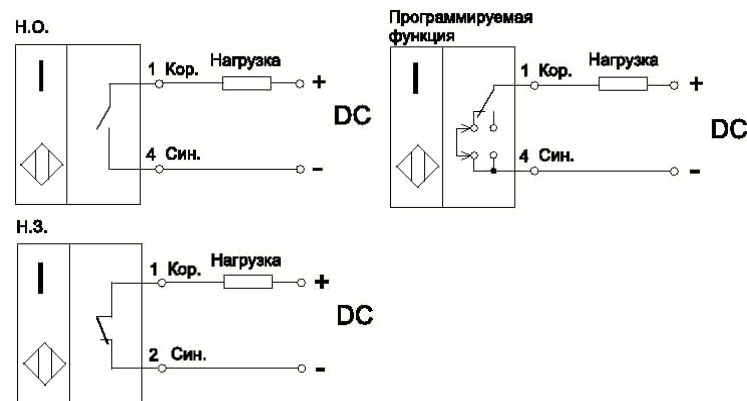 Н.О.
1 Кор. Нагрузка +
DC
4 Син. -
Программируемая
функция
1 Кор. Нагрузка +
DC
4 Син. -
Н.З.
1 Кор. Нагрузка +
DC
2 Син. -